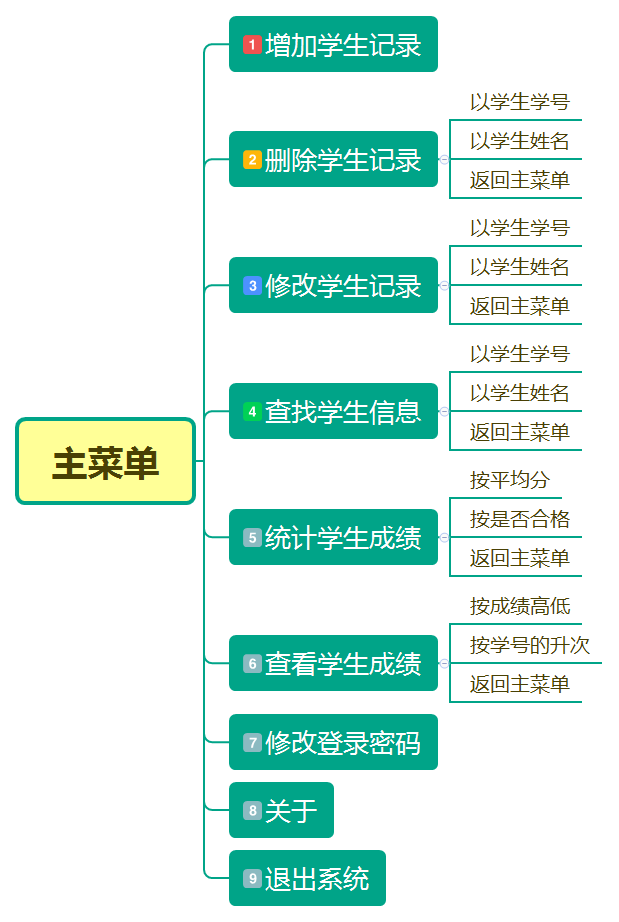 主菜单
1 增加学生记录
2 删除学生记录
以学生学号
以学生姓名
返回主菜单
3 修改学生记录
以学生学号
以学生姓名
返回主菜单
4 查找学生信息
以学生学号
以学生姓名
返回主菜单
5 统计学生成绩
按平均分
按是否合格
返回主菜单
6 查看学生成绩
按成绩高低
按学号的升次
返回主菜单
7 修改登录密码
8 关于
9 退出系统